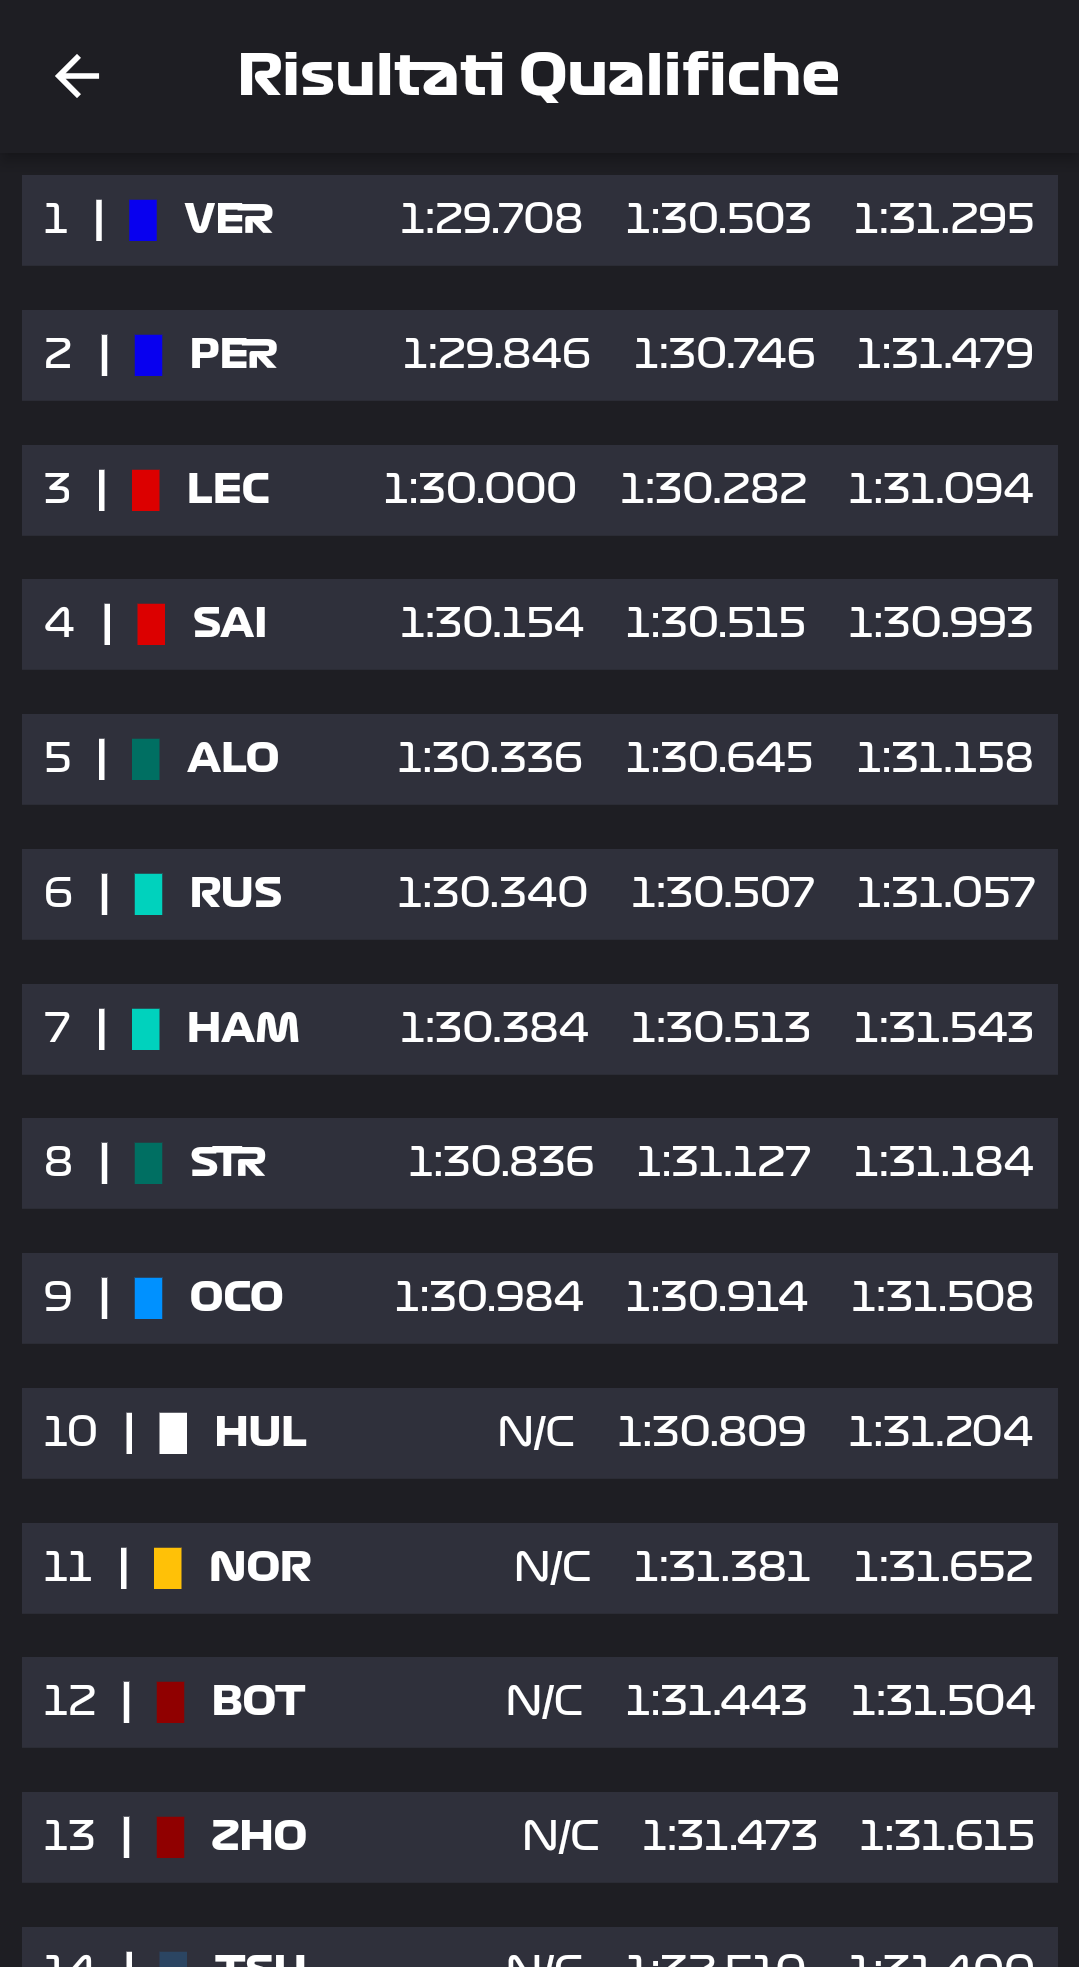 Risultati Qualifiche
1 | VER 1:29.708 1:30.503 1:31.295
2 | PER 1:29.846 1:30.746 1:31.479
3 | LEC 1:30.000 1:30.282 1:31.094
4 | SAI 1:30.154 1:30.515 1:30.993
5 | ALO 1:30.336 1:30.645 1:31.158
6 | RUS 1:30.340 1:30.507 1:31.057
7 | HAM 1:30.384 1:30.513 1:31.543
8 | STR 1:30.836 1:31.127 1:31.184
9 | OCO 1:30.984 1:30.914 1:31.508
10 | HUL N/C 1:30.809 1:31.204
11 | NOR N/C 1:31.381 1:31.652
12 | BOT N/C 1:31.443 1:31.504
13 | ZHO N/C 1:31.473 1:31.615
14 | TSU N/C